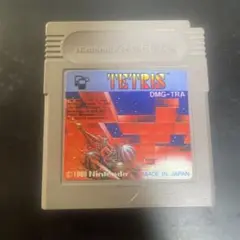 TETRIS
DMG-TRA
© 1989 Nintendo
MADE IN JAPAN